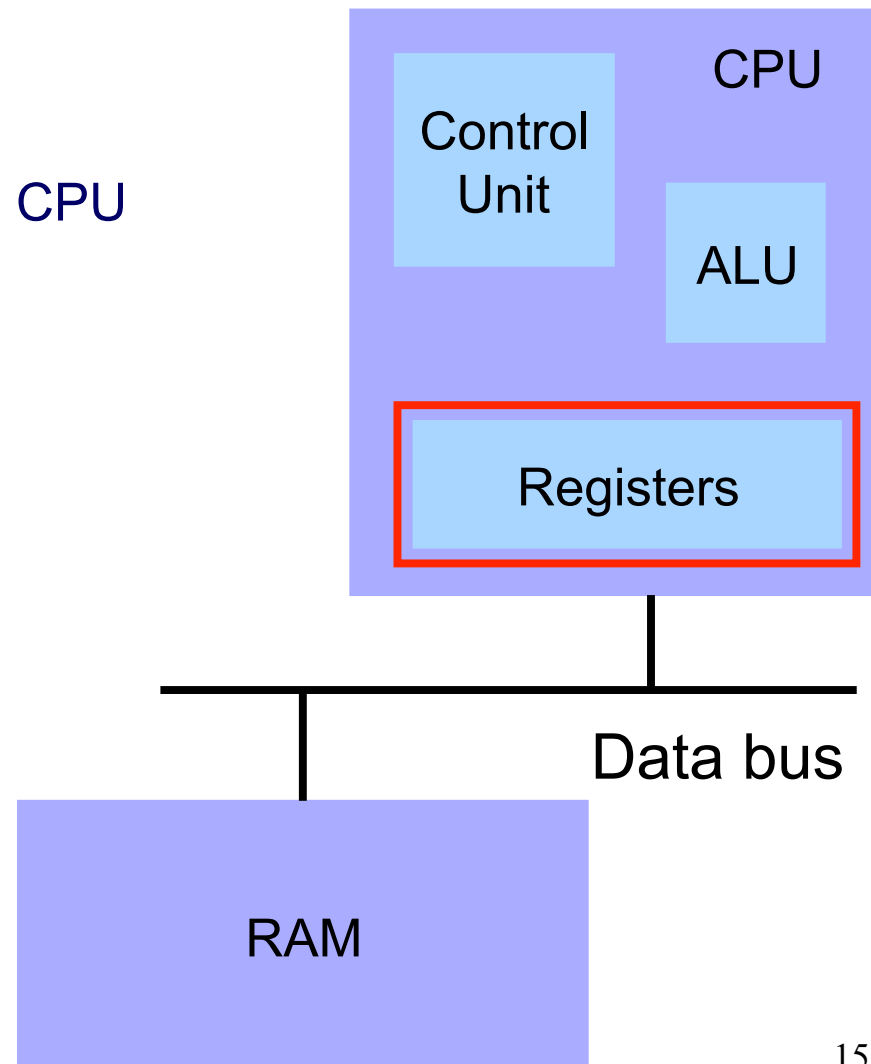 CPU
CPU
Control
Unit
ALU
Registers
Data bus
RAM
15